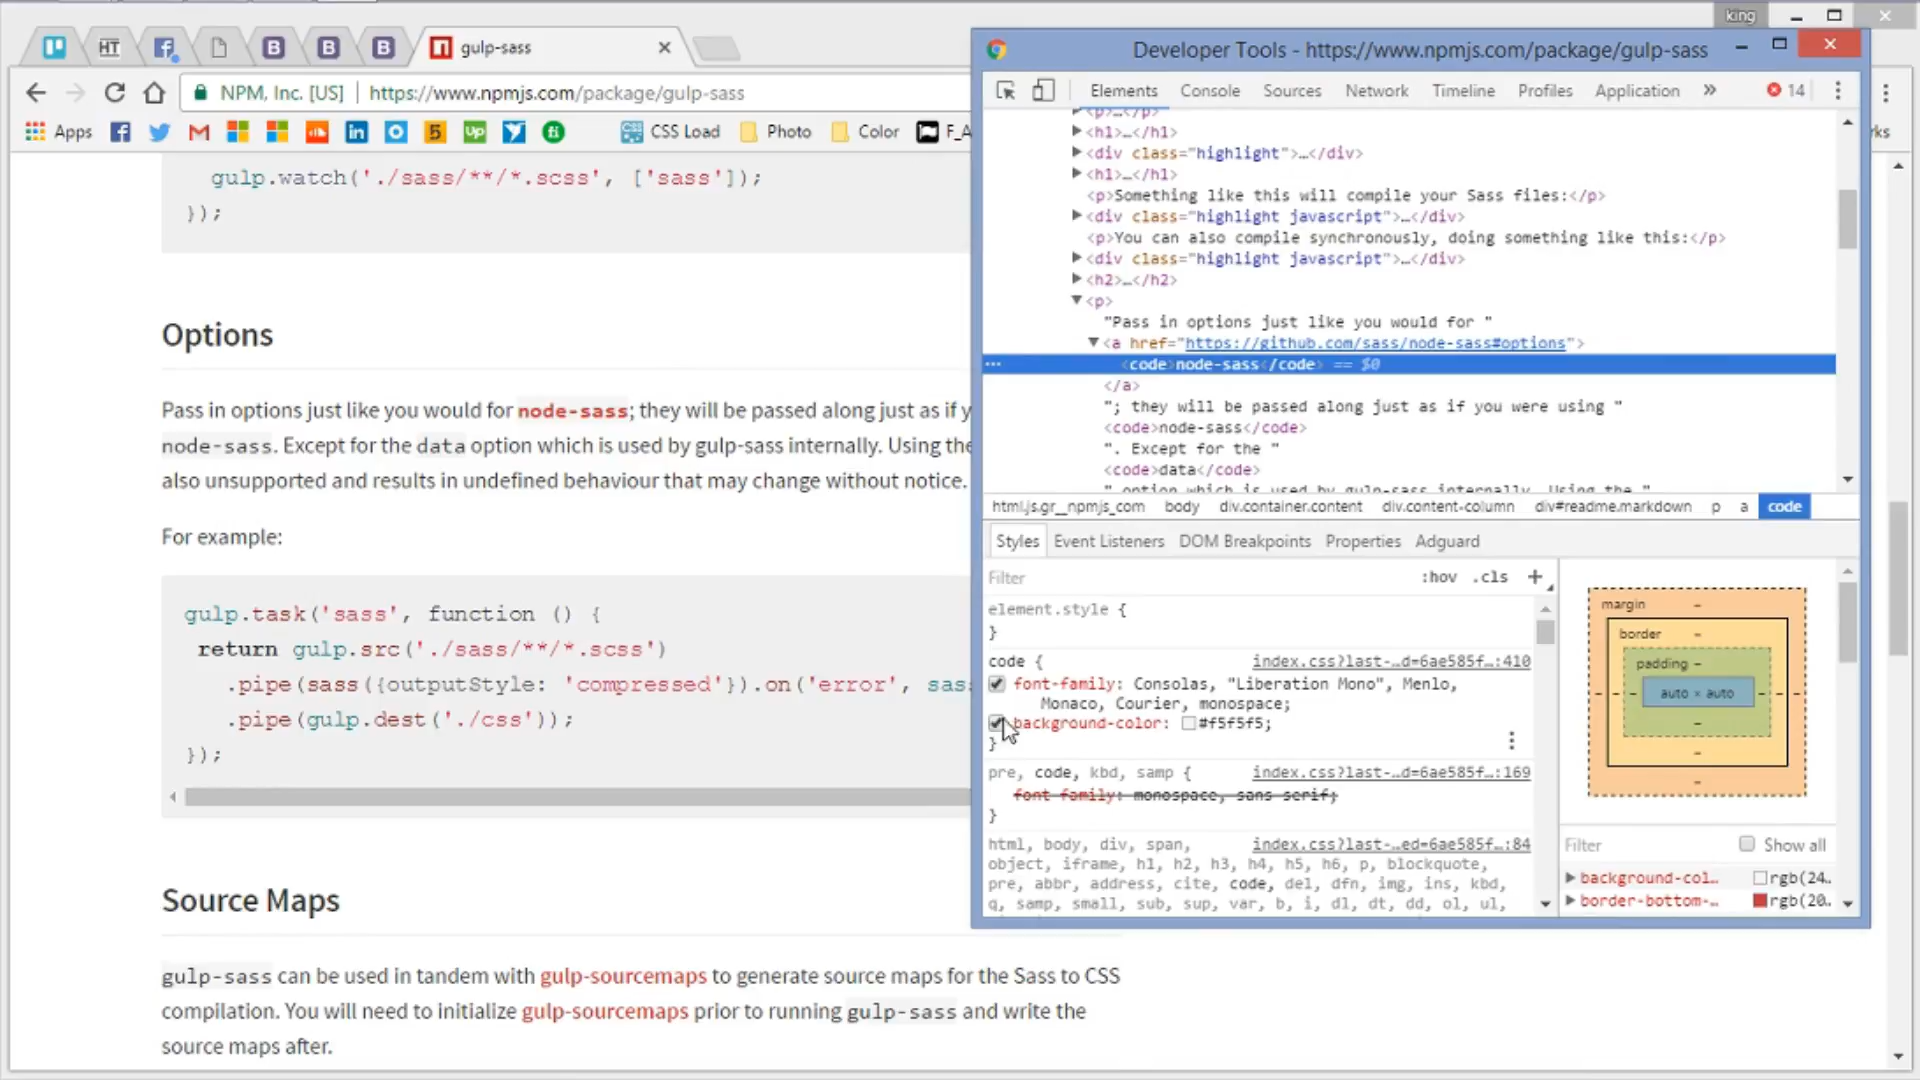 king
HT
gulp-sass
NPM, Inc. [US] | https://www.npmjs.com/package/gulp-sass
Apps
CSS Load
Photo
Color
F_A
gulp.watch('./sass/**/*.scss', ['sass']);
});
Options
Pass in options just like you would for node-sass; they will be passed along just as if y
node-sass. Except for the data option which is used by gulp-sass internally. Using the
also unsupported and results in undefined behaviour that may change without notice.
For example:
gulp.task('sass', function () {
return gulp.src('./sass/**/*.scss')
.pipe(sass({outputStyle: 'compressed'}).on('error', sas
.pipe(gulp.dest('./css'));
});
Source Maps
gulp-sass can be used in tandem with gulp-sourcemaps to generate source maps for the Sass to CSS
compilation. You will need to initialize gulp-sourcemaps prior to running gulp-sass and write the
source maps after.
Developer Tools - https://www.npmjs.com/package/gulp-sass
Elements Console Sources Network Timeline Profiles Application » 14
<p>…</p>
<h1>…</h1>
<div class="highlight">…</div>
<h1>…</h1>
<p>Something like this will compile your Sass files:</p>
<div class="highlight javascript">…</div>
<p>You can also compile synchronously, doing something like this:</p>
<div class="highlight javascript">…</div>
<h2>…</h2>
<p>
"Pass in options just like you would for "
<a href="https://github.com/sass/node-sass#options">
<code>node-sass</code> == $0
</a>
"; they will be passed along just as if you were using "
<code>node-sass</code>
". Except for the "
<code>data</code>
" option which is used by gulp-sass internally. Using the "
html.js.gr__npmjs_com body div.container.content div.content-column div#readme.markdown p a code
Styles Event Listeners DOM Breakpoints Properties Adguard
Filter :hov .cls +
element.style {
}
code { index.css?last-…d=6ae585f…:410
font-family: Consolas, "Liberation Mono", Menlo,
Monaco, Courier, monospace;
background-color: #f5f5f5;
}
pre, code, kbd, samp { index.css?last-…d=6ae585f…:169
font-family: monospace, sans-serif;
}
html, body, div, span, index.css?last-…ed=6ae585f…:84
object, iframe, h1, h2, h3, h4, h5, h6, p, blockquote,
pre, abbr, address, cite, code, del, dfn, img, ins, kbd,
q, samp, small, sub, sup, var, b, i, dl, dt, dd, ol, ul,
margin -
border -
padding -
auto × auto
Filter Show all
background-col… rgb(24…
border-bottom-… rgb(20…